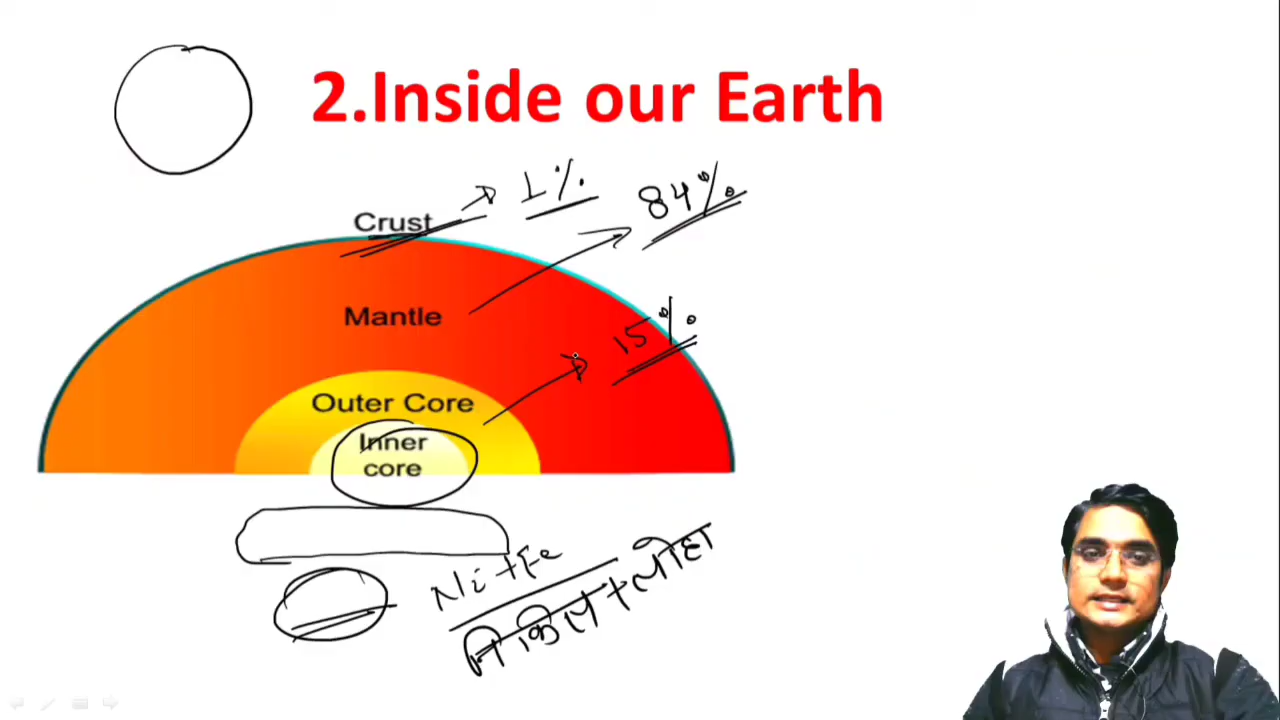 2.Inside our Earth
1%
84%
Crust
Mantle
15%
Outer Core
Inner
core
Ni+Fe
निकिल+लोहा